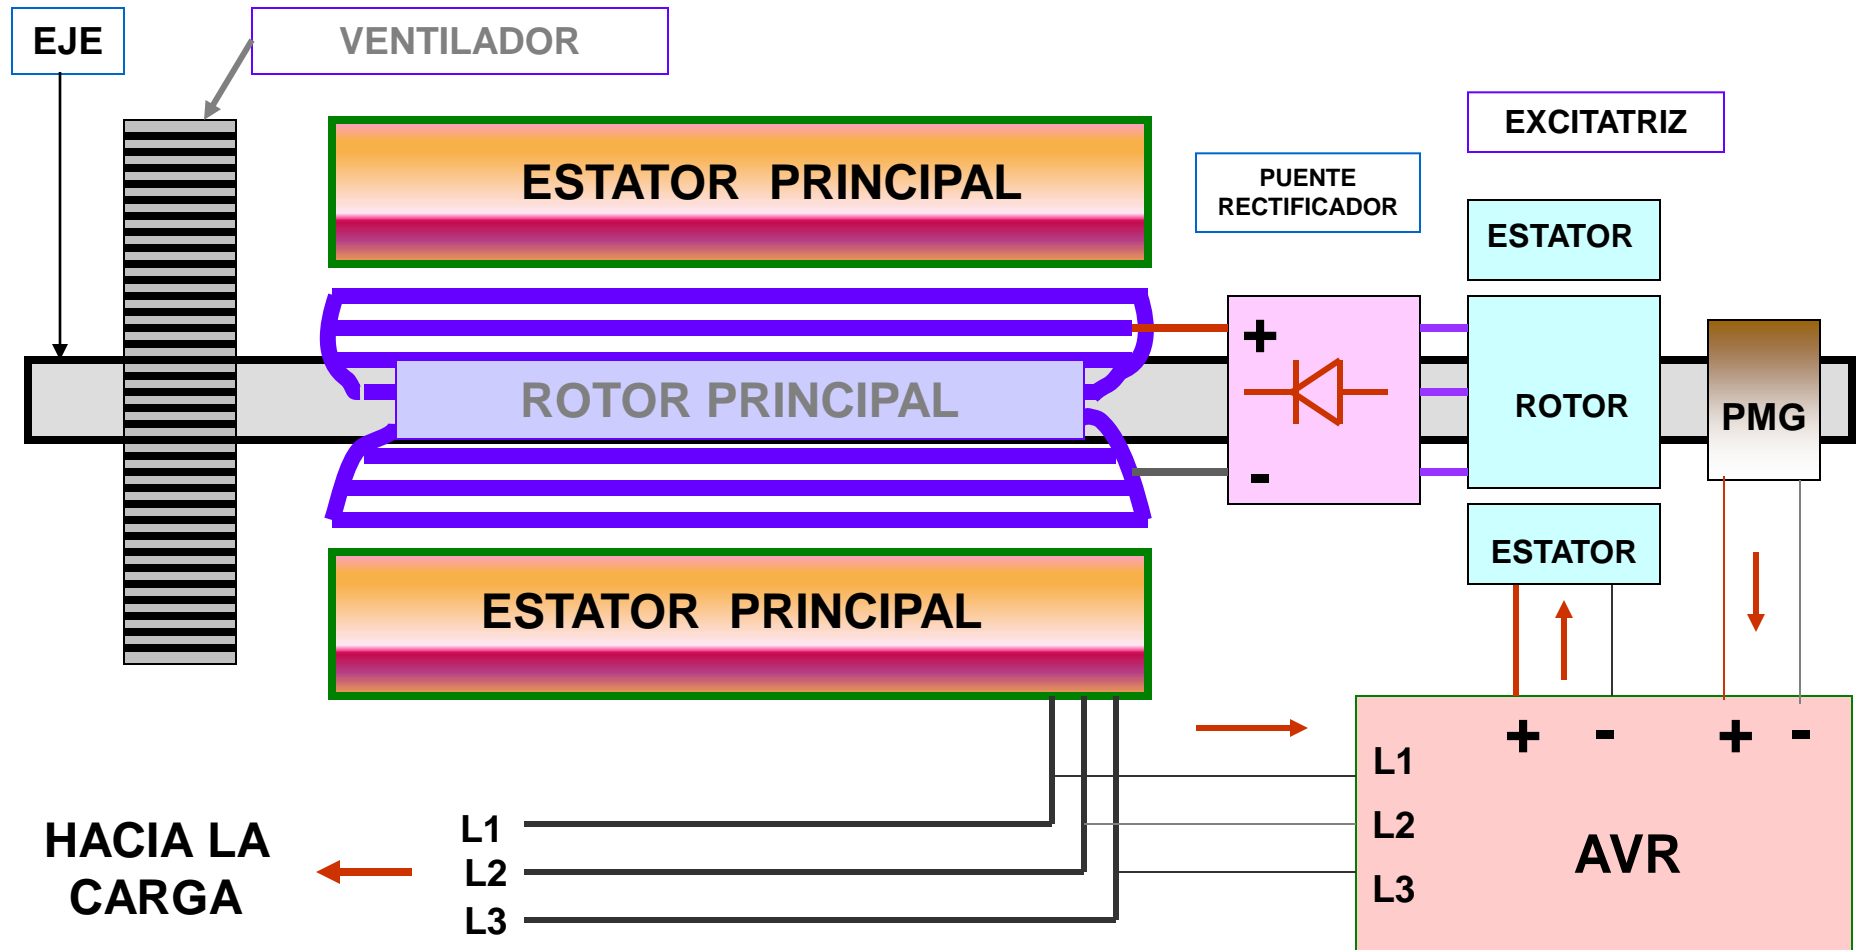 EJE
VENTILADOR
EXCITATRIZ
ESTATOR PRINCIPAL
PUENTE
RECTIFICADOR
ESTATOR
+
ROTOR PRINCIPAL
ROTOR
PMG
-
ESTATOR
ESTATOR PRINCIPAL
+ - + -
L1
L2
L3
AVR
HACIA LA
CARGA
L1
L2
L3